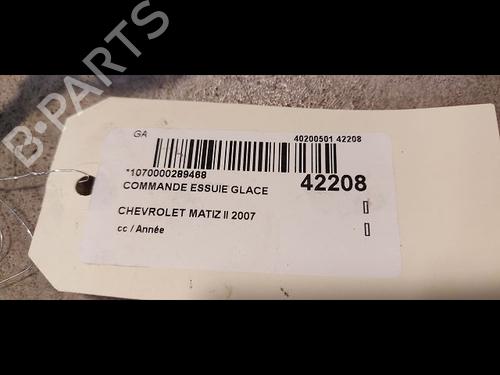 B-PARTS
GA
40200501 42208
*1070000289468
COMMANDE ESSUIE GLACE
42208
CHEVROLET MATIZ II 2007
cc / Année